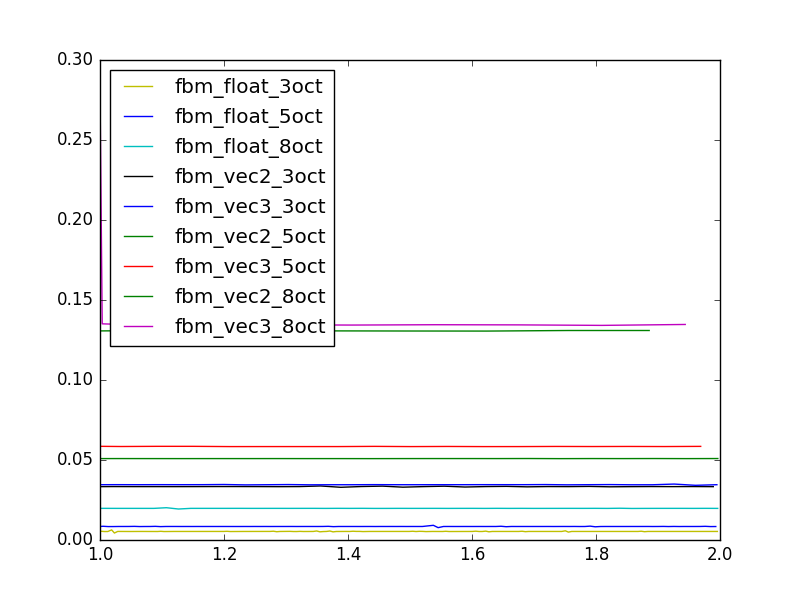 0.30
0.25
0.20
0.15
0.10
0.05
0.00
fbm_float_3oct
fbm_float_5oct
fbm_float_8oct
fbm_vec2_3oct
fbm_vec3_3oct
fbm_vec2_5oct
fbm_vec3_5oct
fbm_vec2_8oct
fbm_vec3_8oct
1.0 1.2 1.4 1.6 1.8 2.0